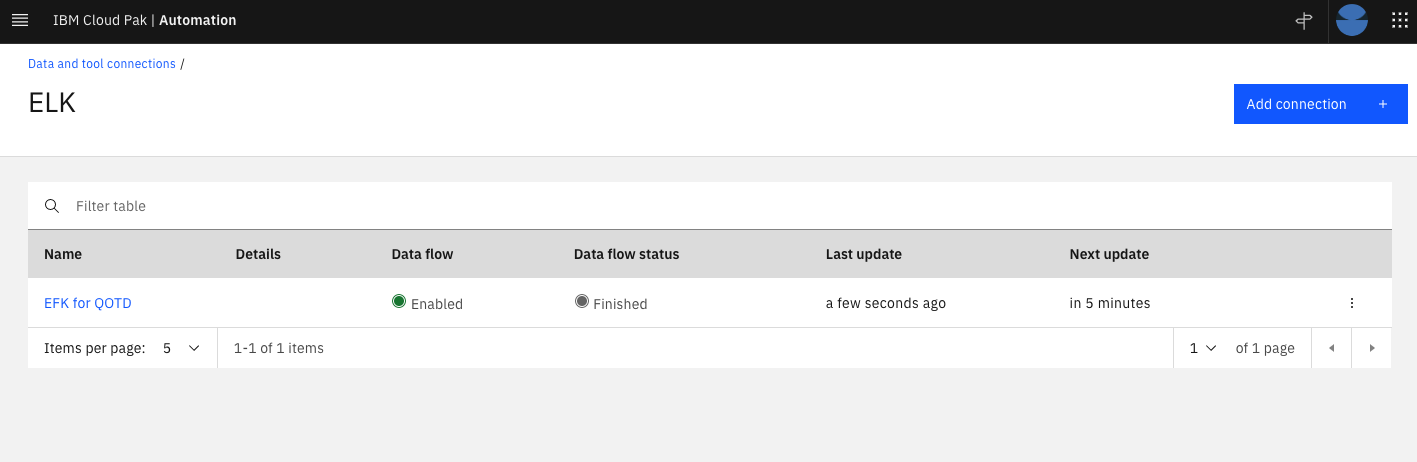 IBM Cloud Pak | Automation
Data and tool connections /
ELK
Add connection +
Filter table
Name Details Data flow Data flow status Last update Next update
EFK for QOTD Enabled Finished a few seconds ago in 5 minutes
Items per page: 5 1-1 of 1 items 1 of 1 page